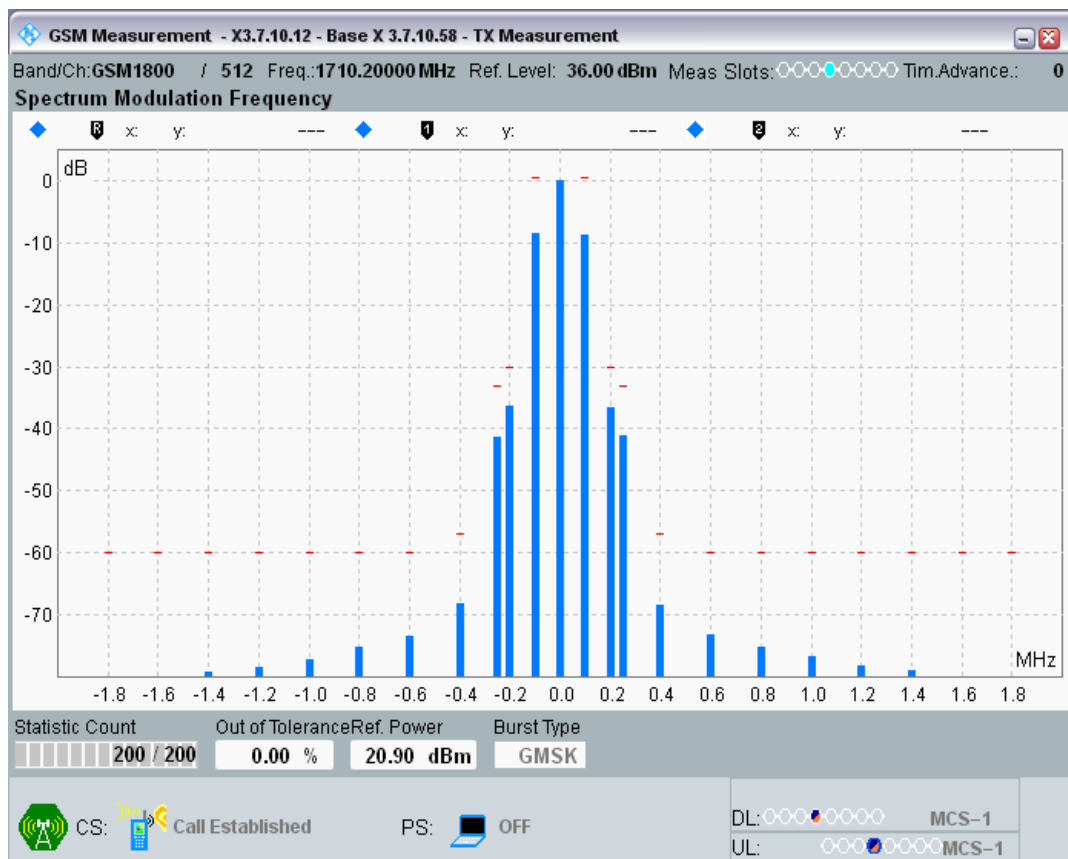 GSM Measurement - X3.7.10.12 - Base X 3.7.10.58 - TX Measurement
Band/Ch:GSM1800 / 512 Freq.:1710.20000 MHz Ref. Level: 36.00 dBm Meas Slots: Tim.Advance.: 0
Spectrum Modulation Frequency
R x: y: --- 1 x: y: --- 2 x: y: ---
dB
0
-10
-20
-30
-40
-50
-60
-70
MHz
-1.8 -1.6 -1.4 -1.2 -1.0 -0.8 -0.6 -0.4 -0.2 0.0 0.2 0.4 0.6 0.8 1.0 1.2 1.4 1.6 1.8
Statistic Count Out of Tolerance Ref. Power Burst Type
200 / 200 0.00 % 20.90 dBm GMSK
CS: Call Established PS: OFF
DL: MCS-1
UL: MCS-1